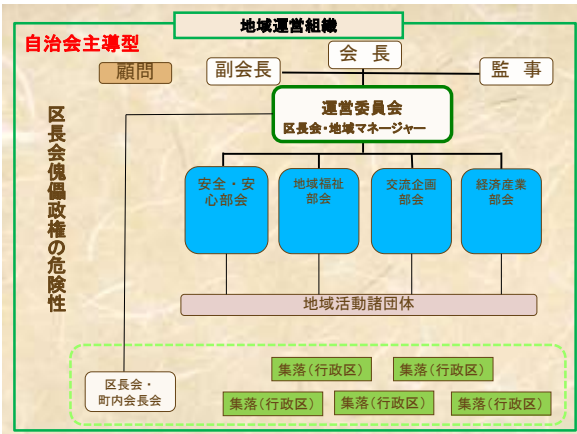 地域運営組織
自治会主導型
会 長
顧問
副会長
監 事
運営委員会
区長会・地域マネージャー
区長会傀儡政権の危険性
安全・安
心部会
地域福祉
部会
交流企画
部会
経済産業
部会
地域活動諸団体
区長会・
町内会長会
集落(行政区)
集落(行政区)
集落(行政区)
集落(行政区)
集落(行政区)